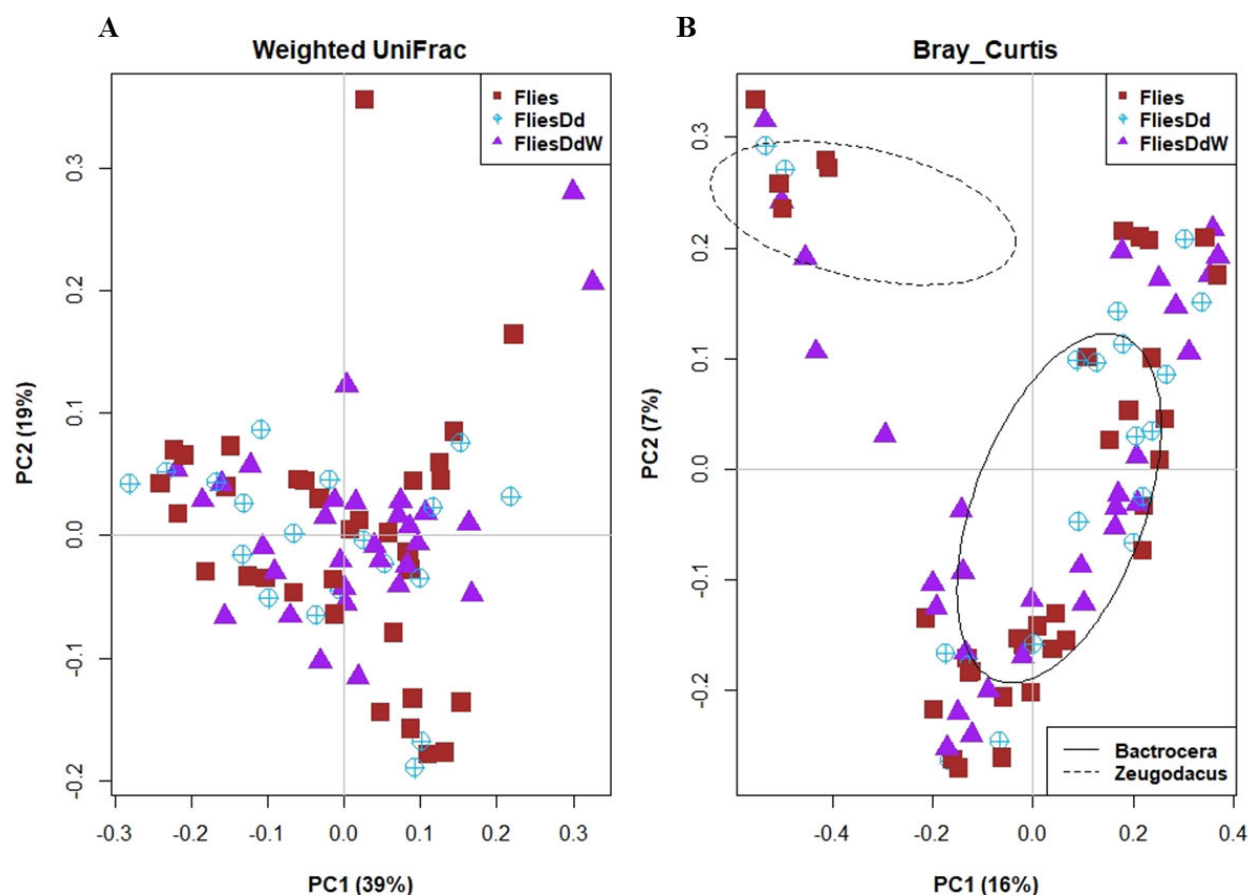 A
Weighted UniFrac
Flies
FliesDd
FliesDdW
PC2 (19%)
0.3
0.2
0.1
0.0
-0.1
-0.2
-0.3
-0.2
-0.1
0.0
0.1
0.2
0.3
PC1 (39%)
B
Bray_Curtis
Flies
FliesDd
FliesDdW
PC2 (7%)
0.3
0.2
0.1
0.0
-0.1
-0.2
Bactrocera
Zeugodacus
-0.4
-0.2
0.0
0.2
0.4
PC1 (16%)